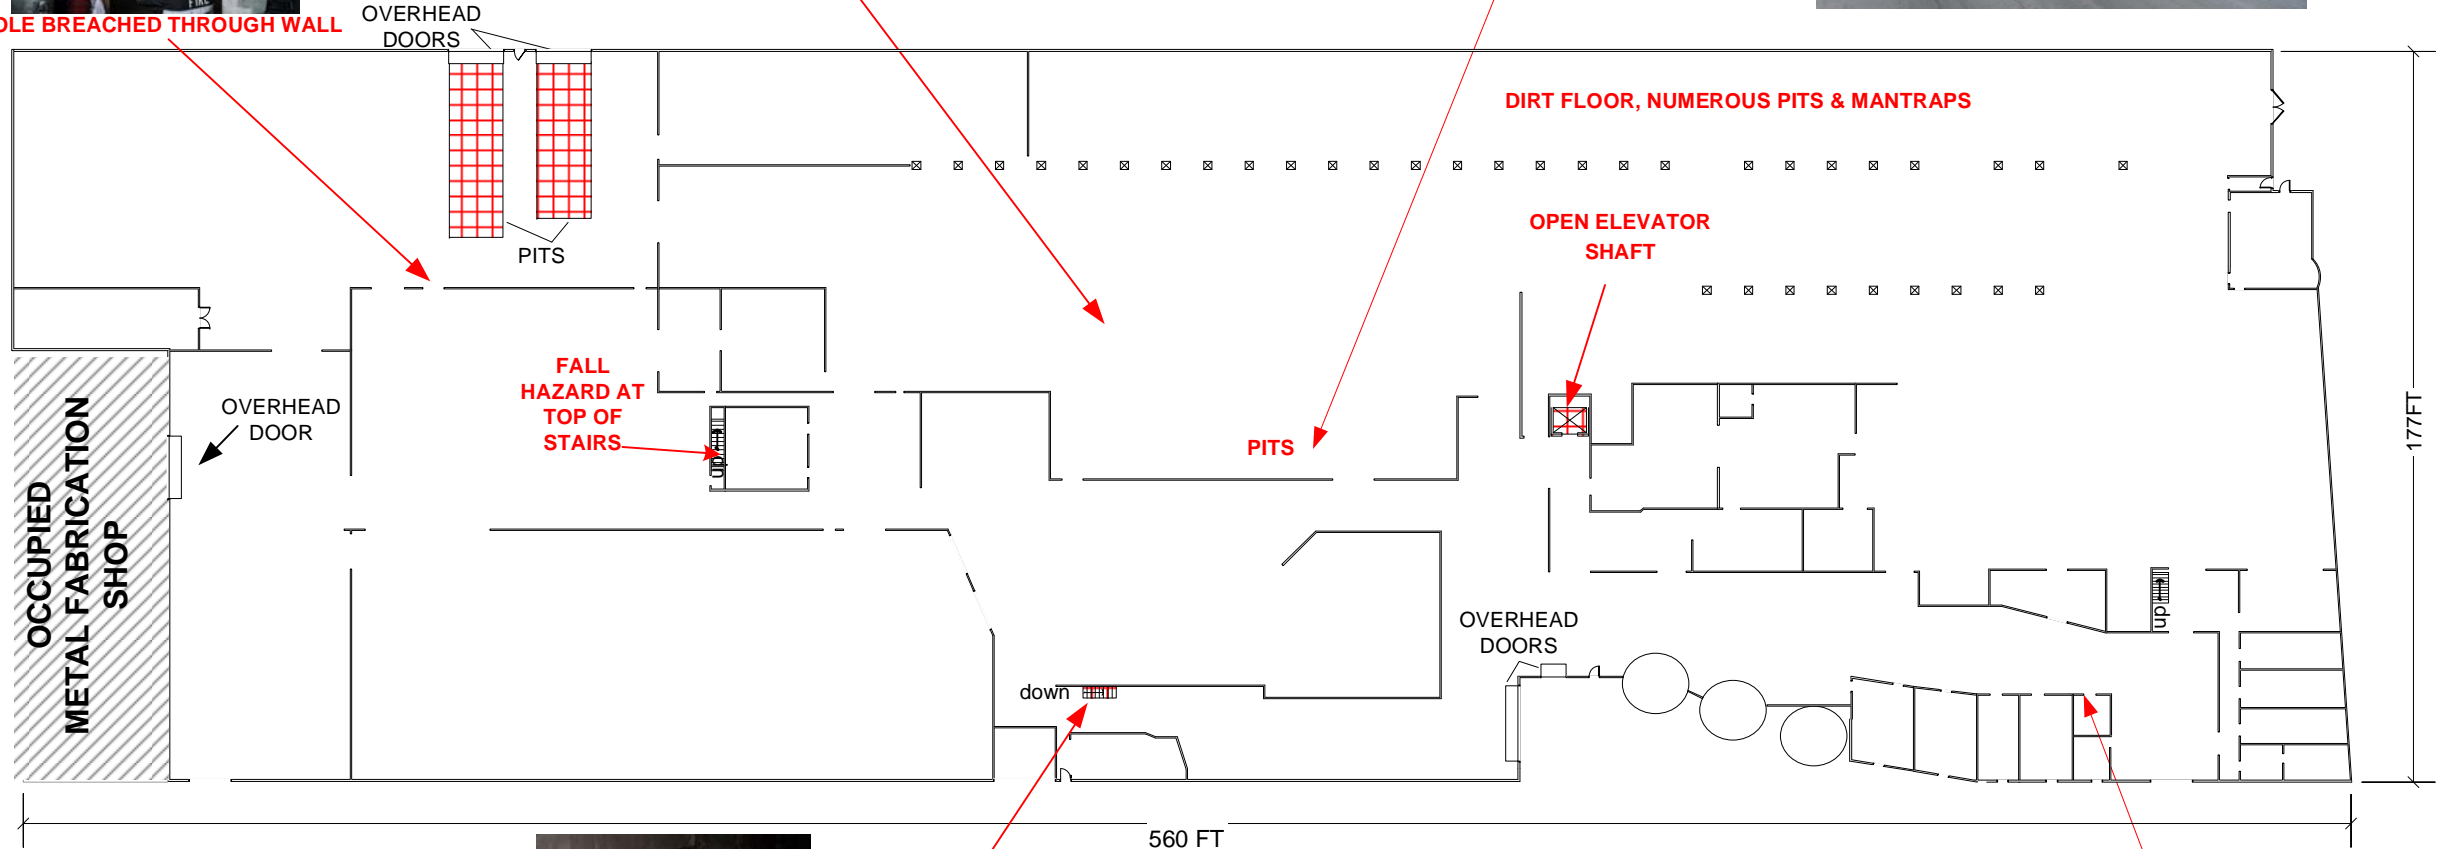 FIRE
OLE BREACHED THROUGH WALL
OVERHEAD
DOORS
DIRT FLOOR, NUMEROUS PITS & MANTRAPS
PITS
OPEN ELEVATOR
SHAFT
FALL
HAZARD AT
TOP OF
STAIRS
up
OVERHEAD
DOOR
OCCUPIED
METAL FABRICATION
SHOP
PITS
177FT
OVERHEAD
DOORS
up
down
560 FT